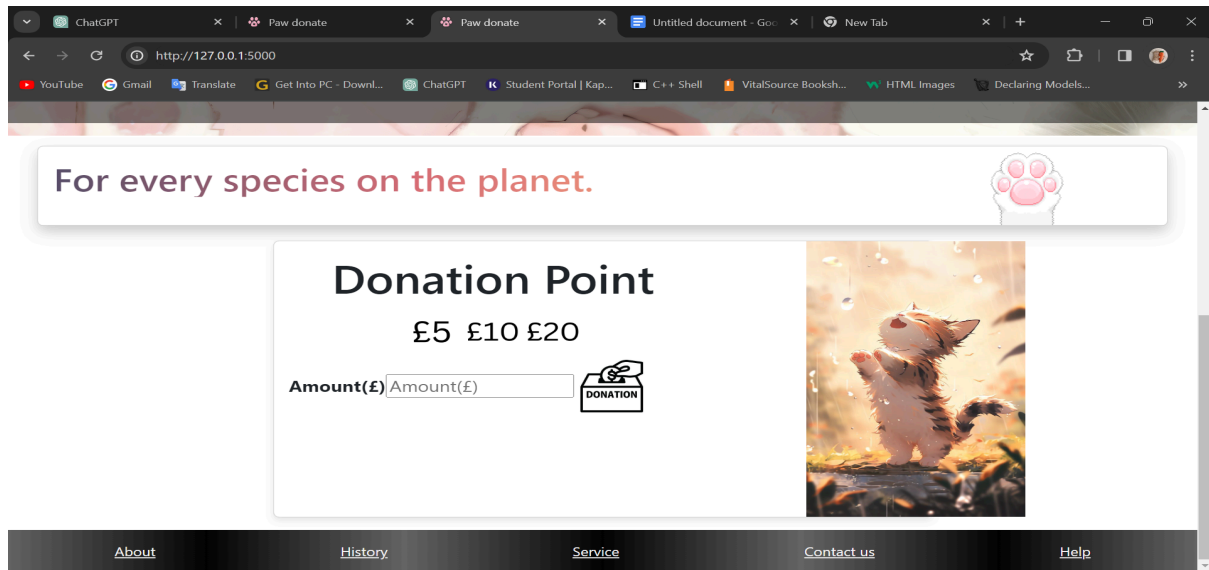 ChatGPT
Paw donate
Paw donate
Untitled document - Goo
New Tab
http://127.0.0.1:5000
YouTube
Gmail
Translate
Get Into PC - Downl...
ChatGPT
Student Portal | Kap...
C++ Shell
VitalSource Booksh...
HTML Images
Declaring Models...
For every species on the planet.
Donation Point
£5 £10 £20
Amount(£) Amount(£)
DONATION
About
History
Service
Contact us
Help